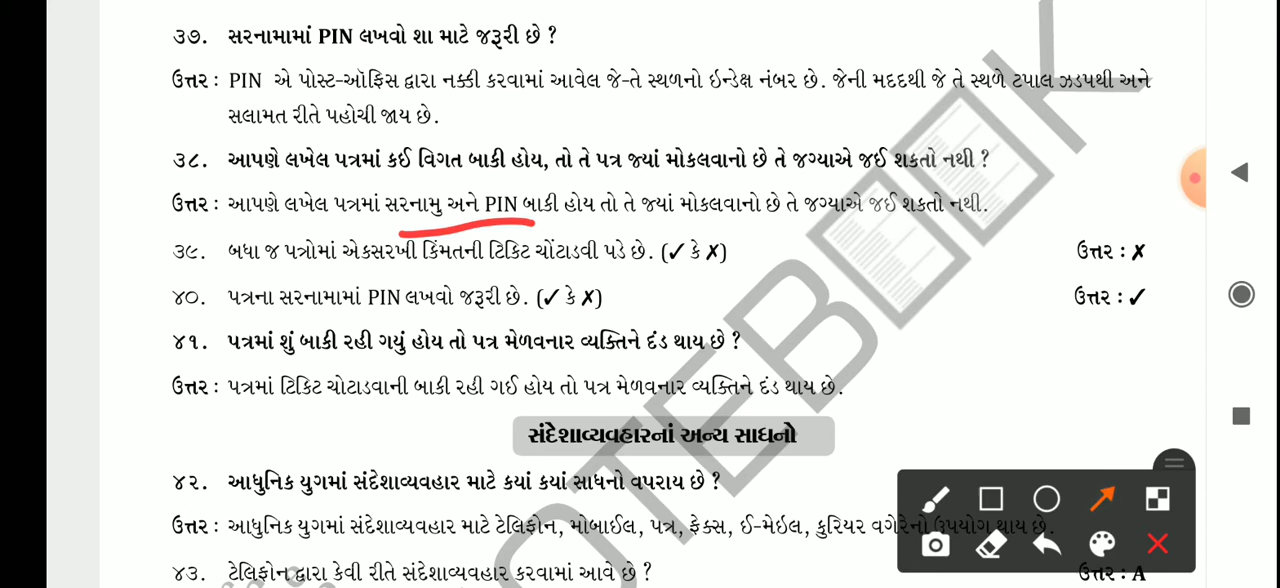 ૩૭. સરનામામાં PIN લખવો શા માટે જરૂરી છે ?
ઉત્તર : PIN એ પોસ્ટ-ઑફિસ દ્વારા નક્કી કરવામાં આવેલ જે-તે સ્થળનો ઇન્ડેક્ષ નંબર છે. જેની મદદથી જે તે સ્થળે ટપાલ ઝડપથી અને
સલામત રીતે પહોચી જાય છે.
૩૮. આપણે લખેલ પત્રમાં કઈ વિગત બાકી હોય, તો તે પત્ર જ્યાં મોકલવાનો છે તે જગ્યાએ જઈ શકતો નથી ?
ઉત્તર : આપણે લખેલ પત્રમાં સરનામુ અને PIN બાકી હોય તો તે જ્યાં મોકલવાનો છે તે જગ્યાએ જઈ શકતો નથી.
૩૯. બધા જ પત્રોમાં એકસરખી કિંમતની ટિકિટ ચોંટાડવી પડે છે. (✓ કે ✗) ઉત્તર : ✗
૪૦. પત્રના સરનામામાં PIN લખવો જરૂરી છે. (✓ કે ✗) ઉત્તર : ✓
૪૧. પત્રમાં શું બાકી રહી ગયું હોય તો પત્ર મેળવનાર વ્યક્તિને દંડ થાય છે ?
ઉત્તર : પત્રમાં ટિકિટ ચોટાડવાની બાકી રહી ગઈ હોય તો પત્ર મેળવનાર વ્યક્તિને દંડ થાય છે.
સંદેશાવ્યવહારનાં અન્ય સાધનો
૪૨. આધુનિક યુગમાં સંદેશાવ્યવહાર માટે કયાં કયાં સાધનો વપરાય છે ?
ઉત્તર : આધુનિક યુગમાં સંદેશાવ્યવહાર માટે ટેલિફોન, મોબાઈલ, પત્ર, ફેક્સ, ઈ-મેઇલ, કુરિયર વગેરેનો ઉપયોગ થાય છે.
૪૩. ટેલિફોન દ્વારા કેવી રીતે સંદેશાવ્યવહાર કરવામાં આવે છે ? ઉત્તર : A
OTEBOOK